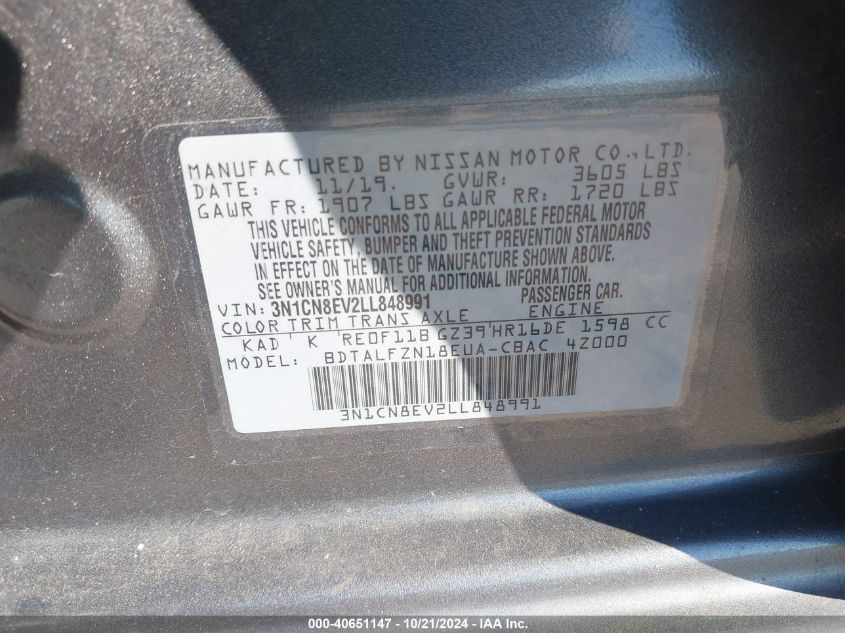 MANUFACTURED BY NISSAN MOTOR CO.,LTD.
DATE: 11/19. GVWR: 3605 LBS
GAWR FR: 1907 LBS GAWR RR: 1720 LBS
THIS VEHICLE CONFORMS TO ALL APPLICABLE FEDERAL MOTOR
VEHICLE SAFETY, BUMPER AND THEFT PREVENTION STANDARDS
IN EFFECT ON THE DATE OF MANUFACTURE SHOWN ABOVE.
SEE OWNER'S MANUAL FOR ADDITIONAL INFORMATION.
VIN: 3N1CN8EV2LL848991 PASSENGER CAR.
COLOR TRIM TRANS AXLE ENGINE
KAD K RE0F11B GZ39 HR16DE 1598 CC
MODEL: BDTALFZN18EUA-CBAC 4Z000
3N1CN8EV2LL848991
000-40651147 - 10/21/2024 - IAA Inc.